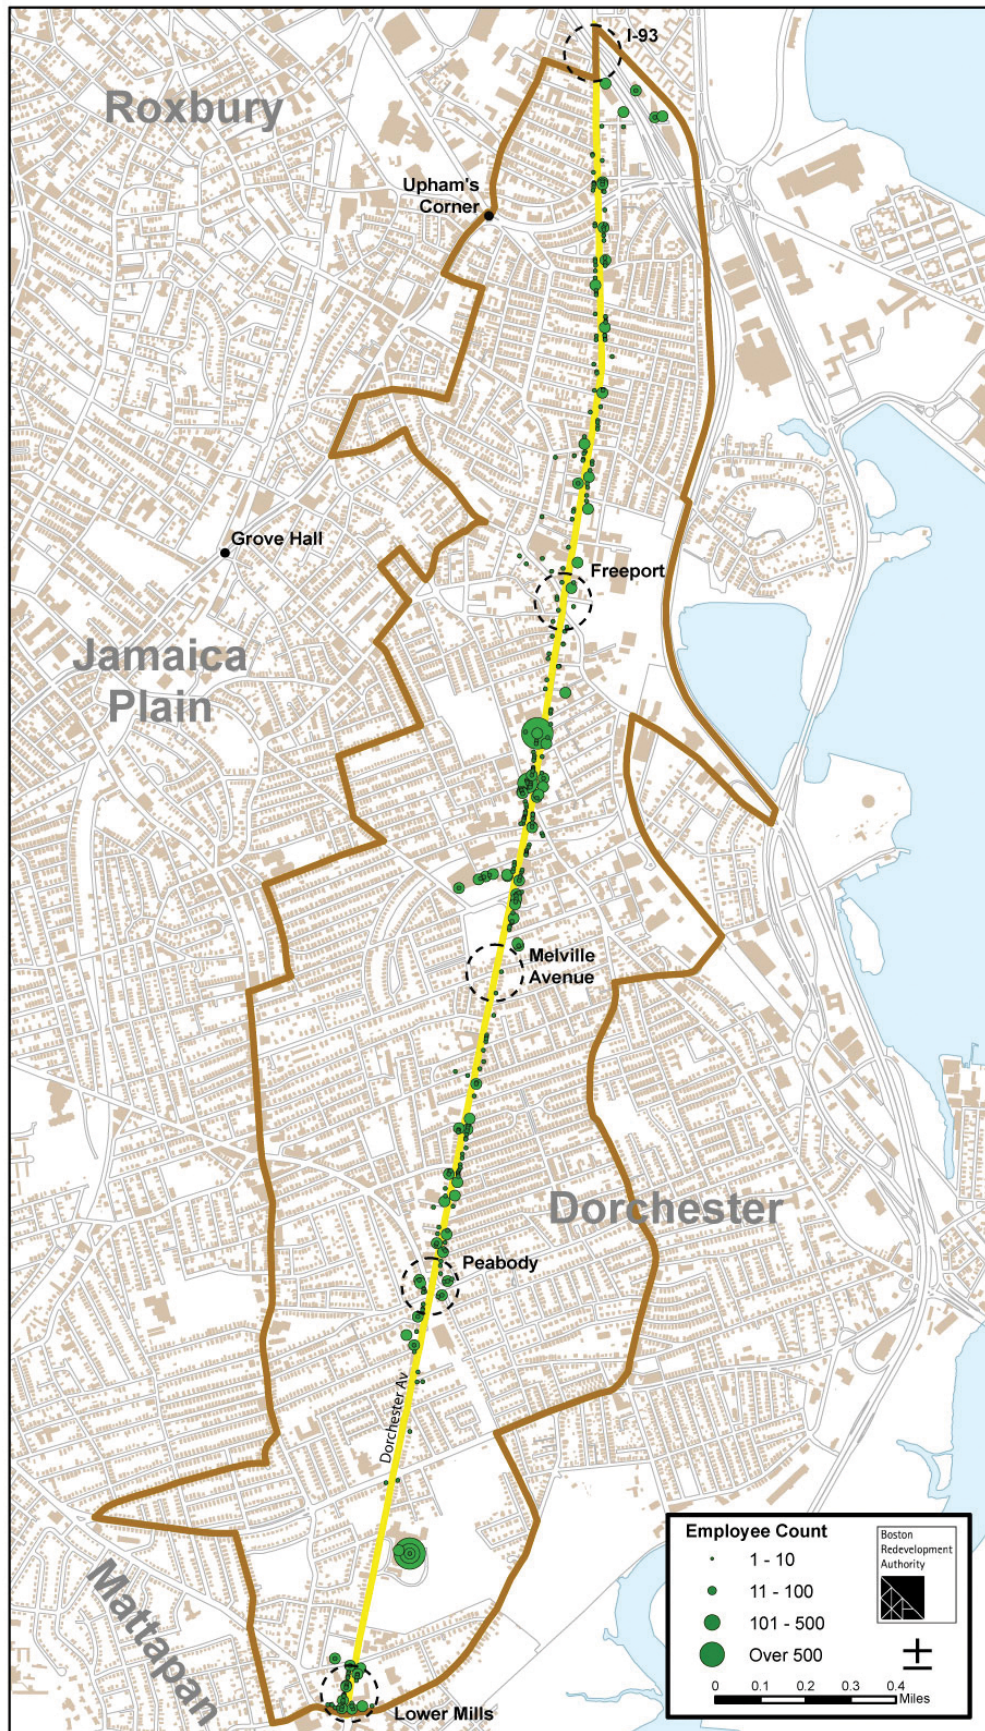 I-93
Roxbury
Upham's
Corner
Grove Hall
Freeport
Jamaica
Plain
Melville
Avenue
Dorchester
Peabody
Dorchester Av
Mattapan
Lower Mills
Employee Count
1 - 10
11 - 100
101 - 500
Over 500
Boston
Redevelopment
Authority
0 0.1 0.2 0.3 0.4
Miles